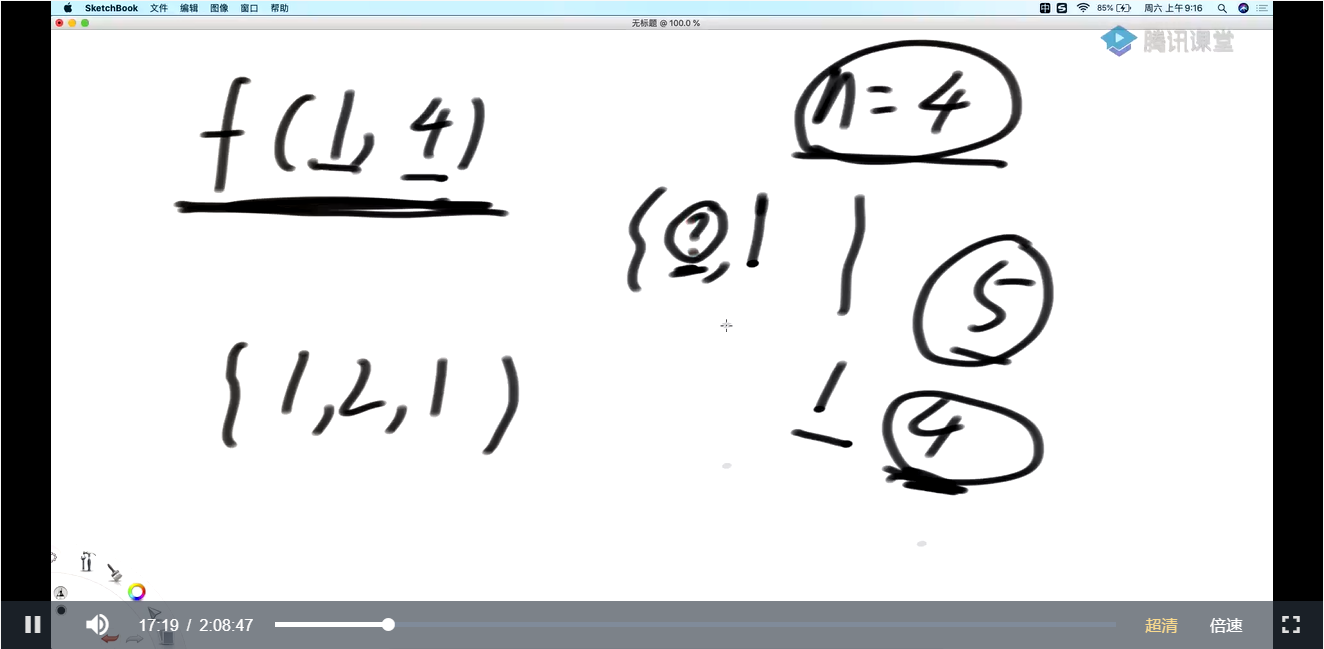 SketchBook 文件 编辑 图像 窗口 帮助 85% 周六 上午9:16
无标题 @ 100.0 %
腾讯课堂
f(1, 4)
n=4
{?, 1 }
5
{1,2,1}
1
4
17:19 / 2:08:47 超清 倍速